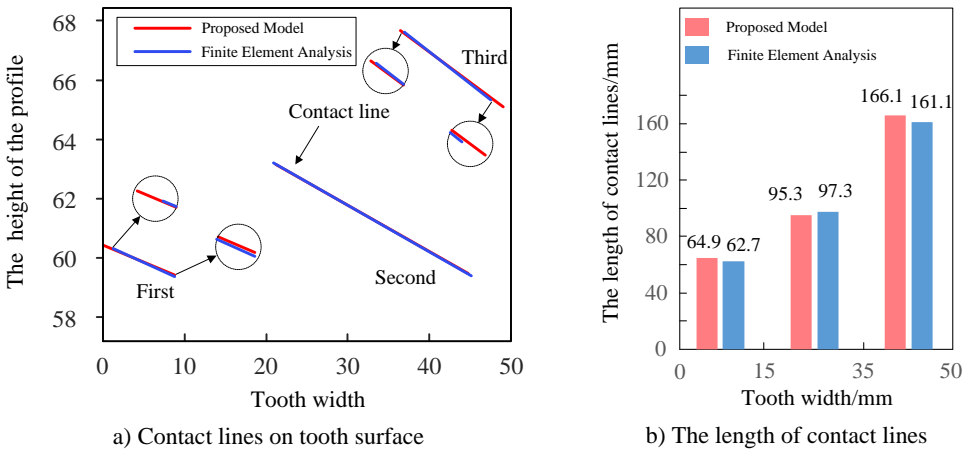 68
66
64
62
60
58
The height of the profile
Proposed Model
Finite Element Analysis
Third
Contact line
Second
First
0
10
20
30
40
50
Tooth width
a) Contact lines on tooth surface
The length of contact lines/mm
160
120
80
40
0
Proposed Model
Finite Element Analysis
64.9
62.7
95.3
97.3
166.1
161.1
0
15
35
50
Tooth width/mm
b) The length of contact lines